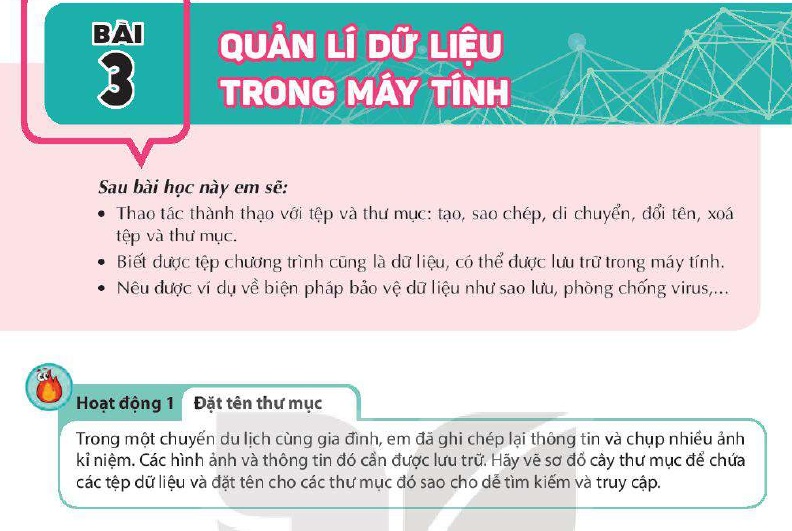 BÀI
3
QUẢN LÍ DỮ LIỆU
TRONG MÁY TÍNH
Sau bài học này em sẽ:
• Thao tác thành thạo với tệp và thư mục: tạo, sao chép, di chuyển, đổi tên, xoá
tệp và thư mục.
• Biết được tệp chương trình cũng là dữ liệu, có thể được lưu trữ trong máy tính.
• Nêu được ví dụ về biện pháp bảo vệ dữ liệu như sao lưu, phòng chống virus,...
Hoạt động 1 Đặt tên thư mục
Trong một chuyến du lịch cùng gia đình, em đã ghi chép lại thông tin và chụp nhiều ảnh
kỉ niệm. Các hình ảnh và thông tin đó cần được lưu trữ. Hãy vẽ sơ đồ cây thư mục để chứa
các tệp dữ liệu và đặt tên cho các thư mục đó sao cho dễ tìm kiếm và truy cập.